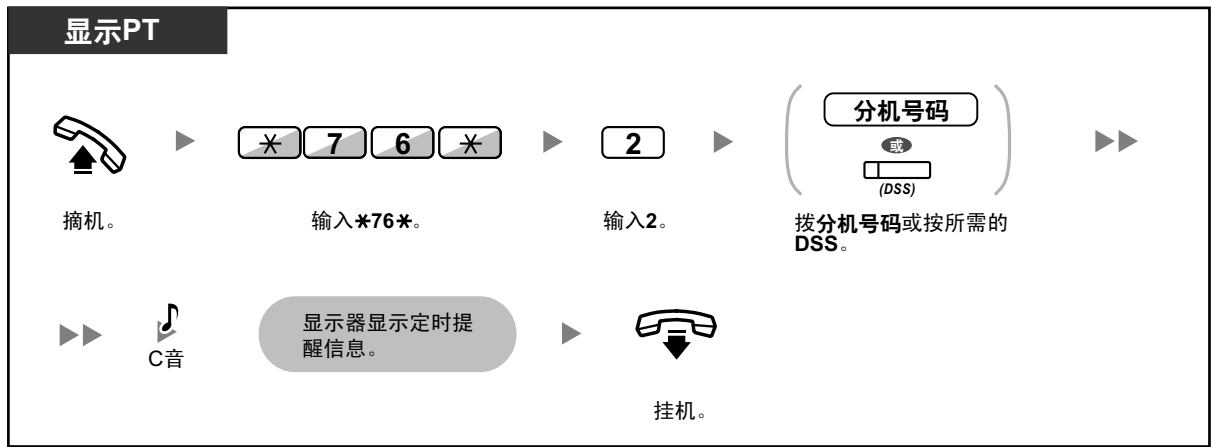 显示PT
✳ 7 6 ✳
2
分机号码
或
(DSS)
摘机。
输入✳76✳。
输入2。
拨分机号码或按所需的
DSS。
C音
显示器显示定时提
醒信息。
挂机。